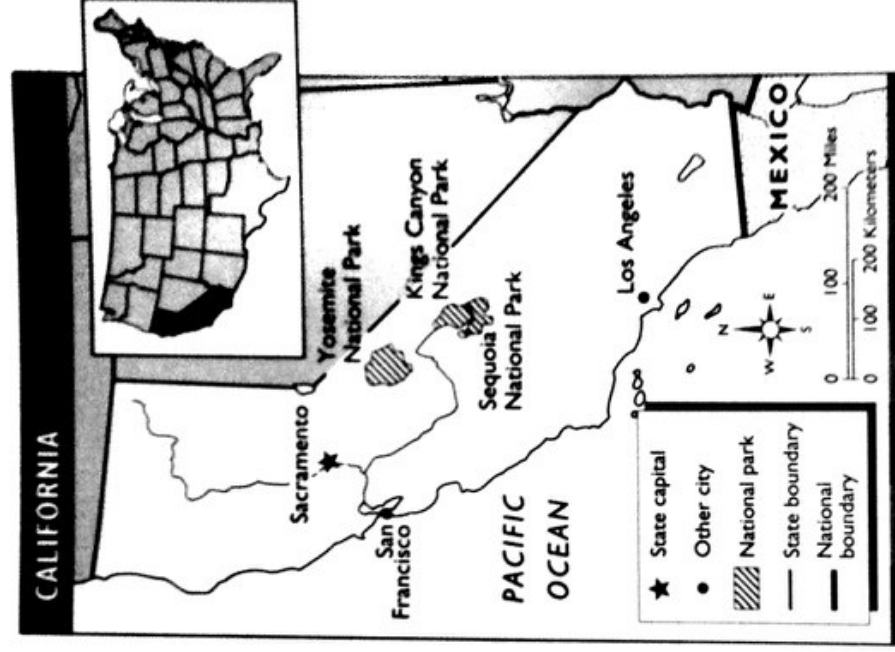 CALIFORNIA
Sacramento
San
Francisco
Yosemite
National Park
Kings Canyon
National Park
Sequoia
National Park
PACIFIC
OCEAN
Los Angeles
MEXICO
N
W
E
S
0 100 200 Miles
0 100 200 Kilometers
State capital
Other city
National park
State boundary
National
boundary